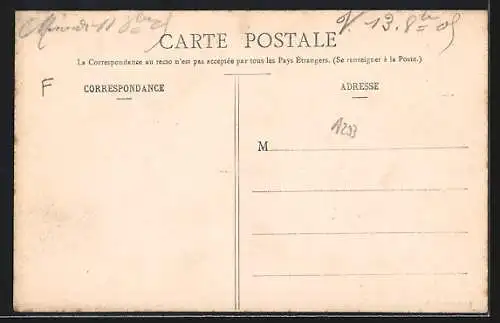 CARTE POSTALE
La Correspondance au recto n'est pas acceptée par tous les Pays Etrangers. (Se renseigner à la Poste.)
F
CORRESPONDANCE
ADRESSE
A293
M